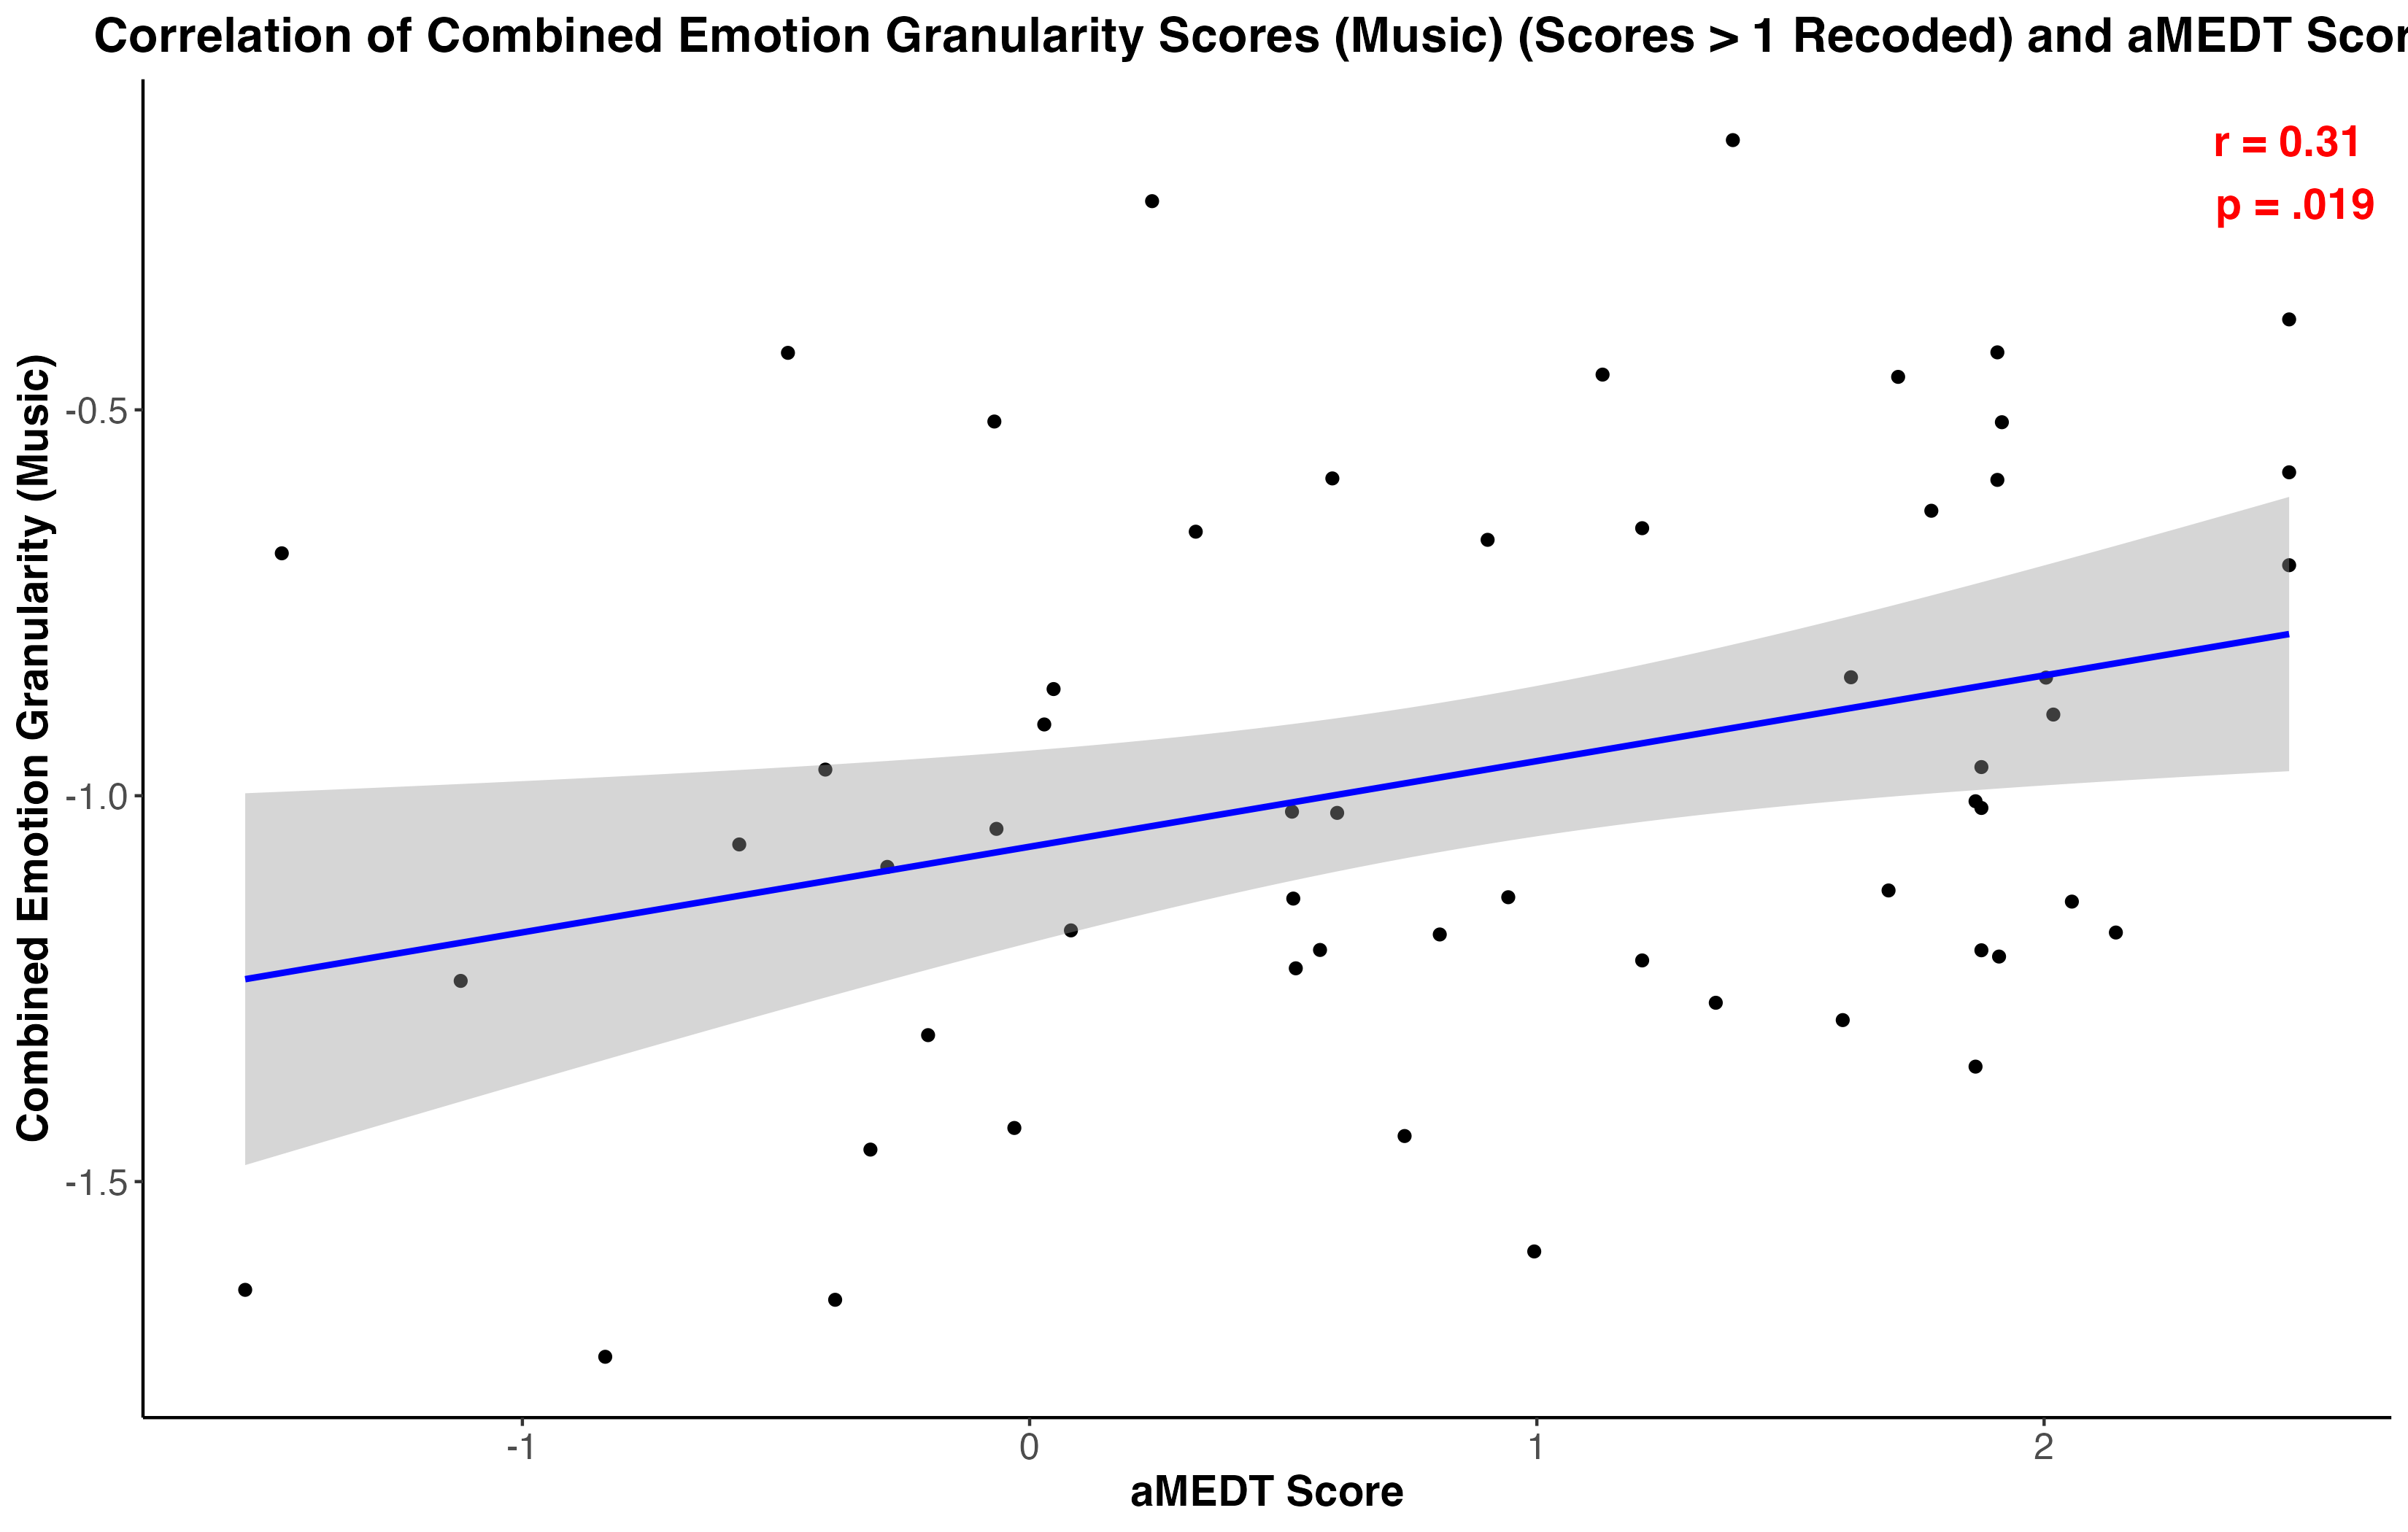 Correlation of Combined Emotion Granularity Scores (Music) (Scores > 1 Recoded) and aMEDT Scor
r = 0.31
p = .019
Combined Emotion Granularity (Music)
-0.5
-1.0
-1.5
-1
0
1
2
aMEDT Score